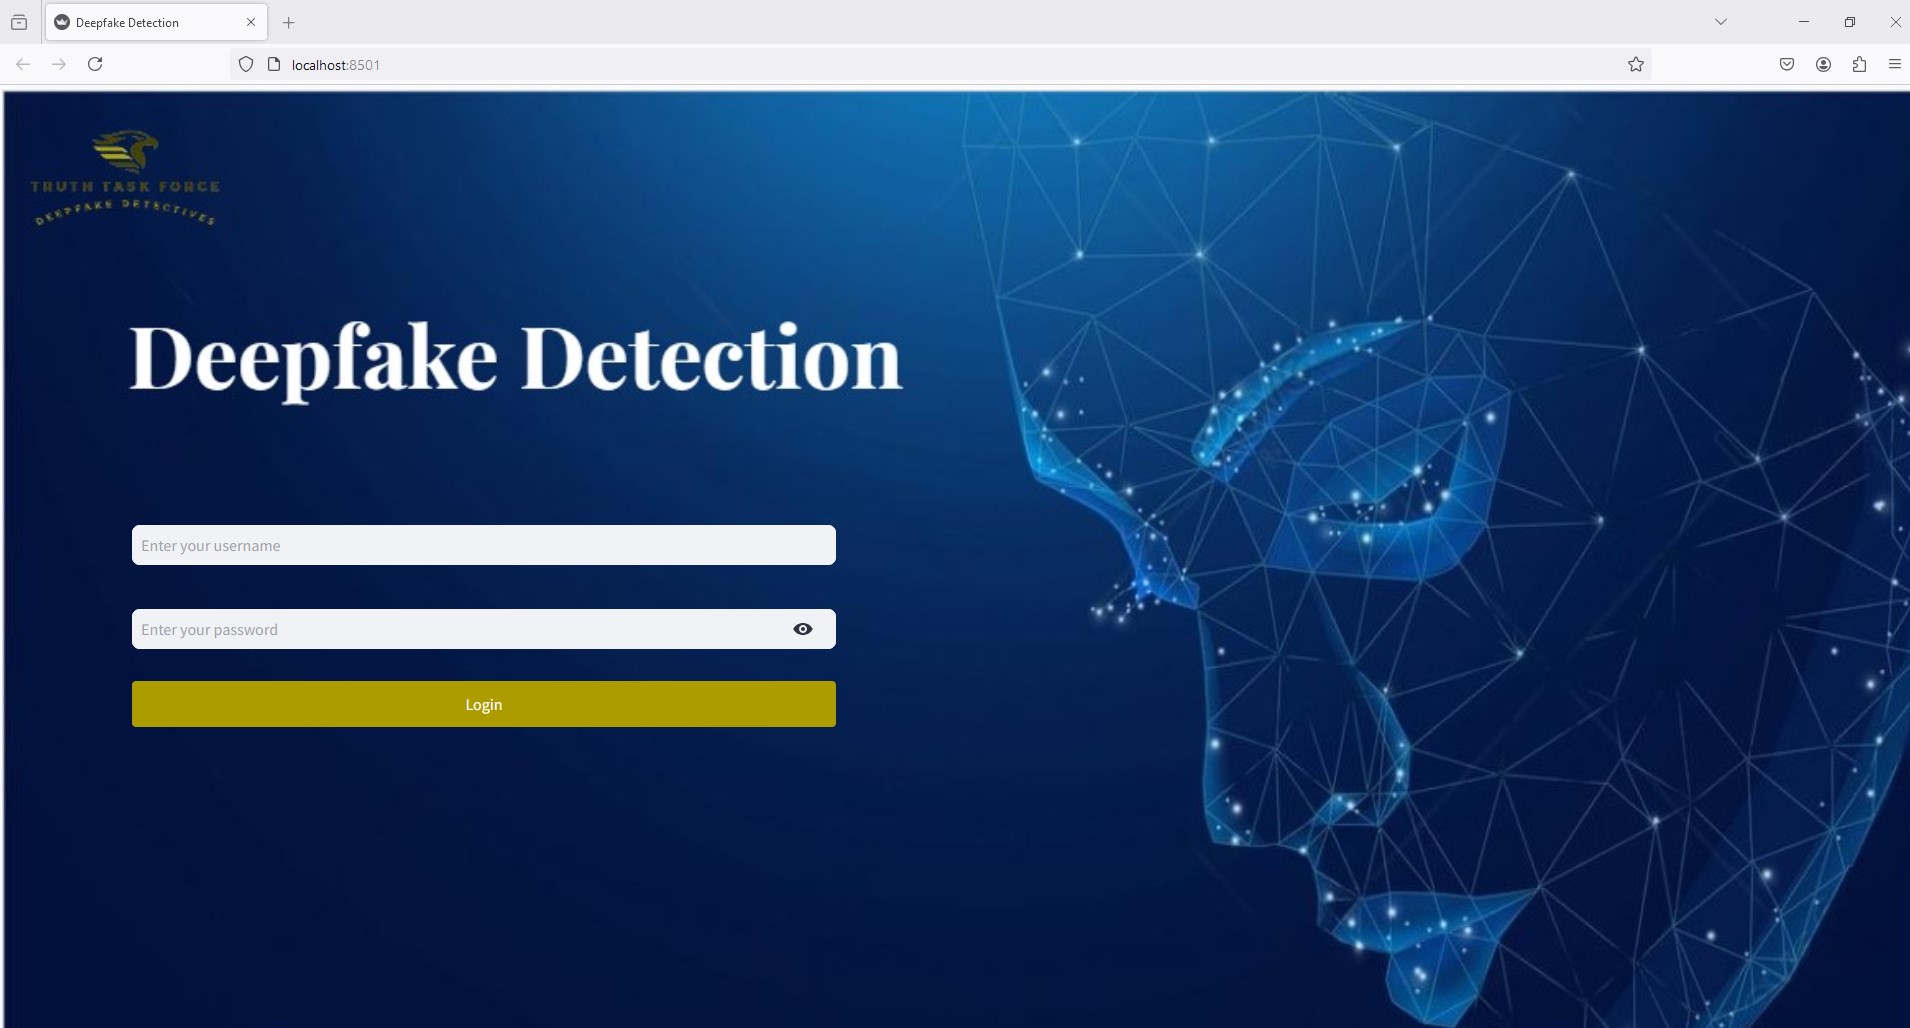 Deepfake Detection
localhost:8501
TRUTH TASK FORCE
DEEPFAKE DETECTIVES
Deepfake Detection
Enter your username
Enter your password
Login